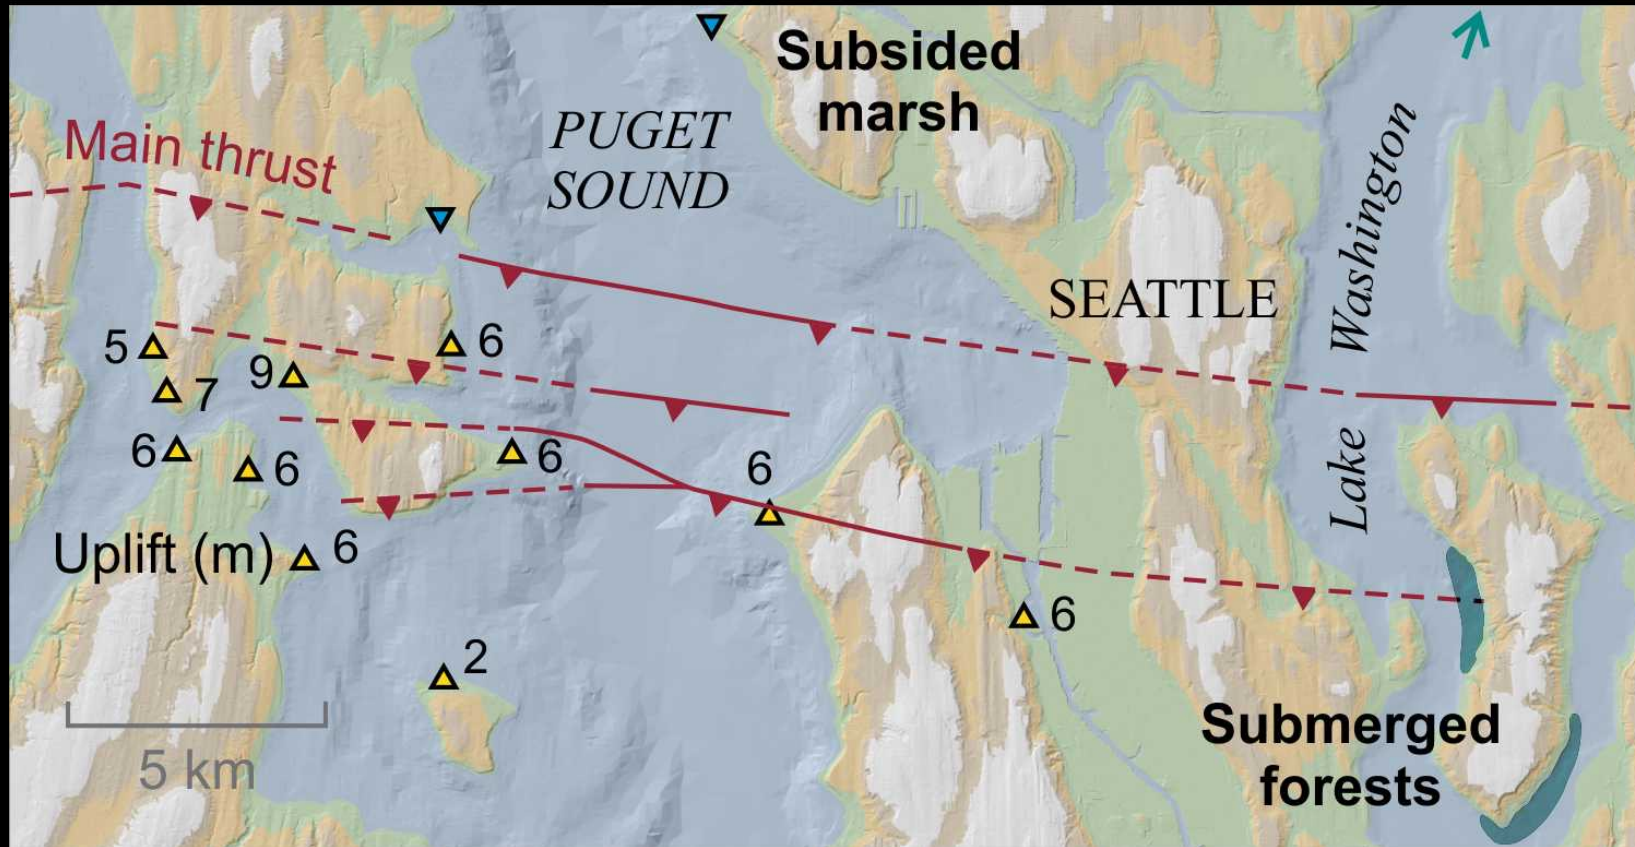 Subsided
marsh
PUGET
SOUND
Main thrust
Washington
SEATTLE
5
6
9
7
6
6
6
6
Lake
Uplift (m)
6
6
2
5 km
Submerged
forests